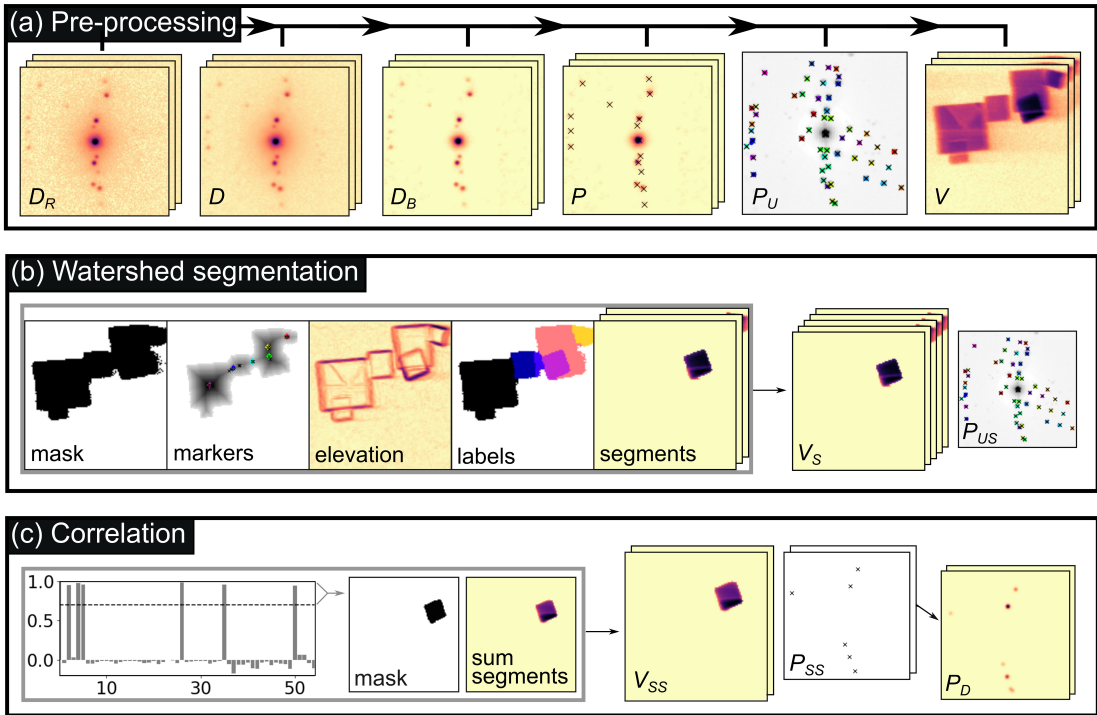 (a) Pre-processing
D_R
D
D_B
P
P_U
V
(b) Watershed segmentation
mask
markers
elevation
labels
segments
V_S
P_US
(c) Correlation
1.0
0.5
0.0
10
30
50
mask
sum
segments
V_SS
P_SS
P_D